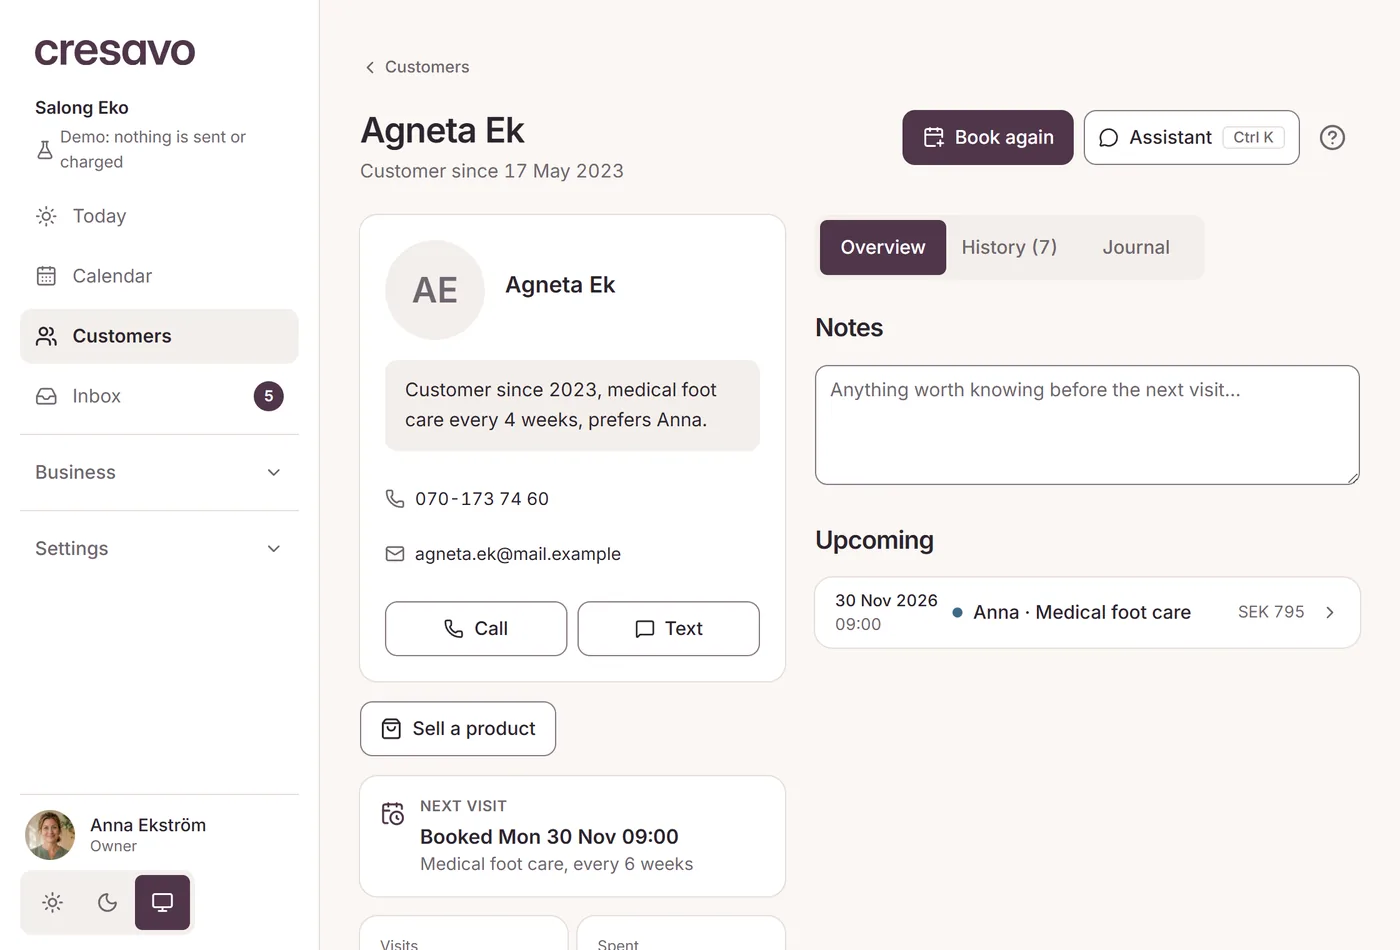 cresavo
Salong Eko
Demo: nothing is sent or
charged
Today
Calendar
Customers
Inbox
5
Business
Settings
Anna Ekström
Owner
Customers
Agneta Ek
Customer since 17 May 2023
Book again
Assistant
Ctrl K
AE
Agneta Ek
Customer since 2023, medical foot
care every 4 weeks, prefers Anna.
070-173 74 60
agneta.ek@mail.example
Call
Text
Sell a product
NEXT VISIT
Booked Mon 30 Nov 09:00
Medical foot care, every 6 weeks
Visits
Spent
Overview
History (7)
Journal
Notes
Anything worth knowing before the next visit...
Upcoming
30 Nov 2026
09:00
Anna · Medical foot care
SEK 795